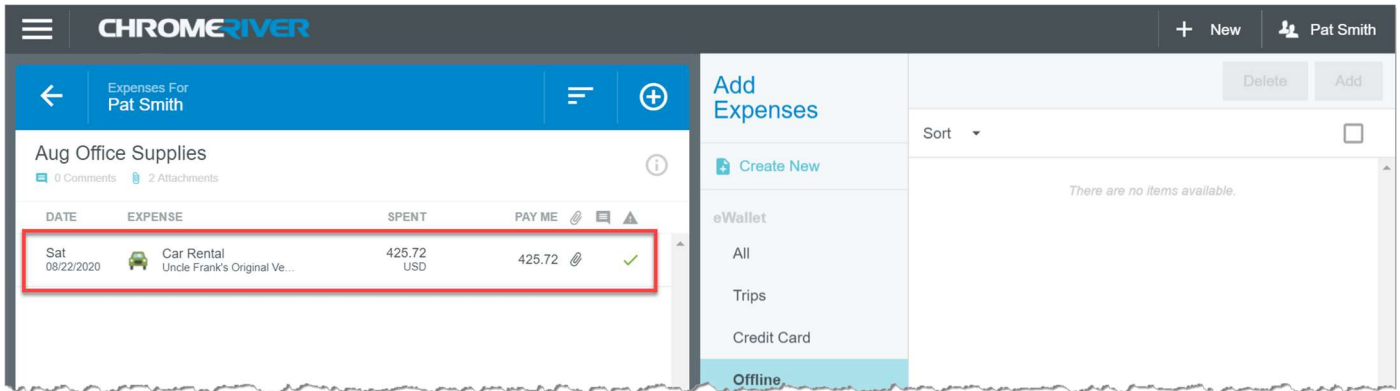 CHROMERIVER
+ New
Pat Smith
Expenses For
Pat Smith
Aug Office Supplies
0 Comments 2 Attachments
DATE EXPENSE SPENT PAY ME
Sat Car Rental 425.72 425.72
08/22/2020 Uncle Frank's Original Ve... USD
Add
Expenses
Create New
eWallet
All
Trips
Credit Card
Offline
Delete Add
Sort
There are no items available.